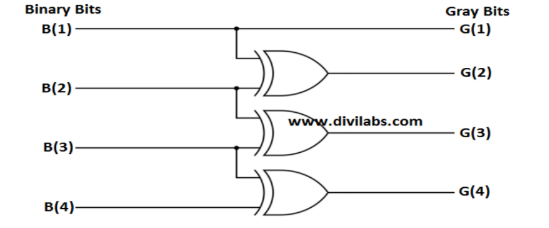 Binary Bits Gray Bits
B(1) G(1)
G(2)
B(2)
www.divilabs.com
G(3)
B(3)
G(4)
B(4)